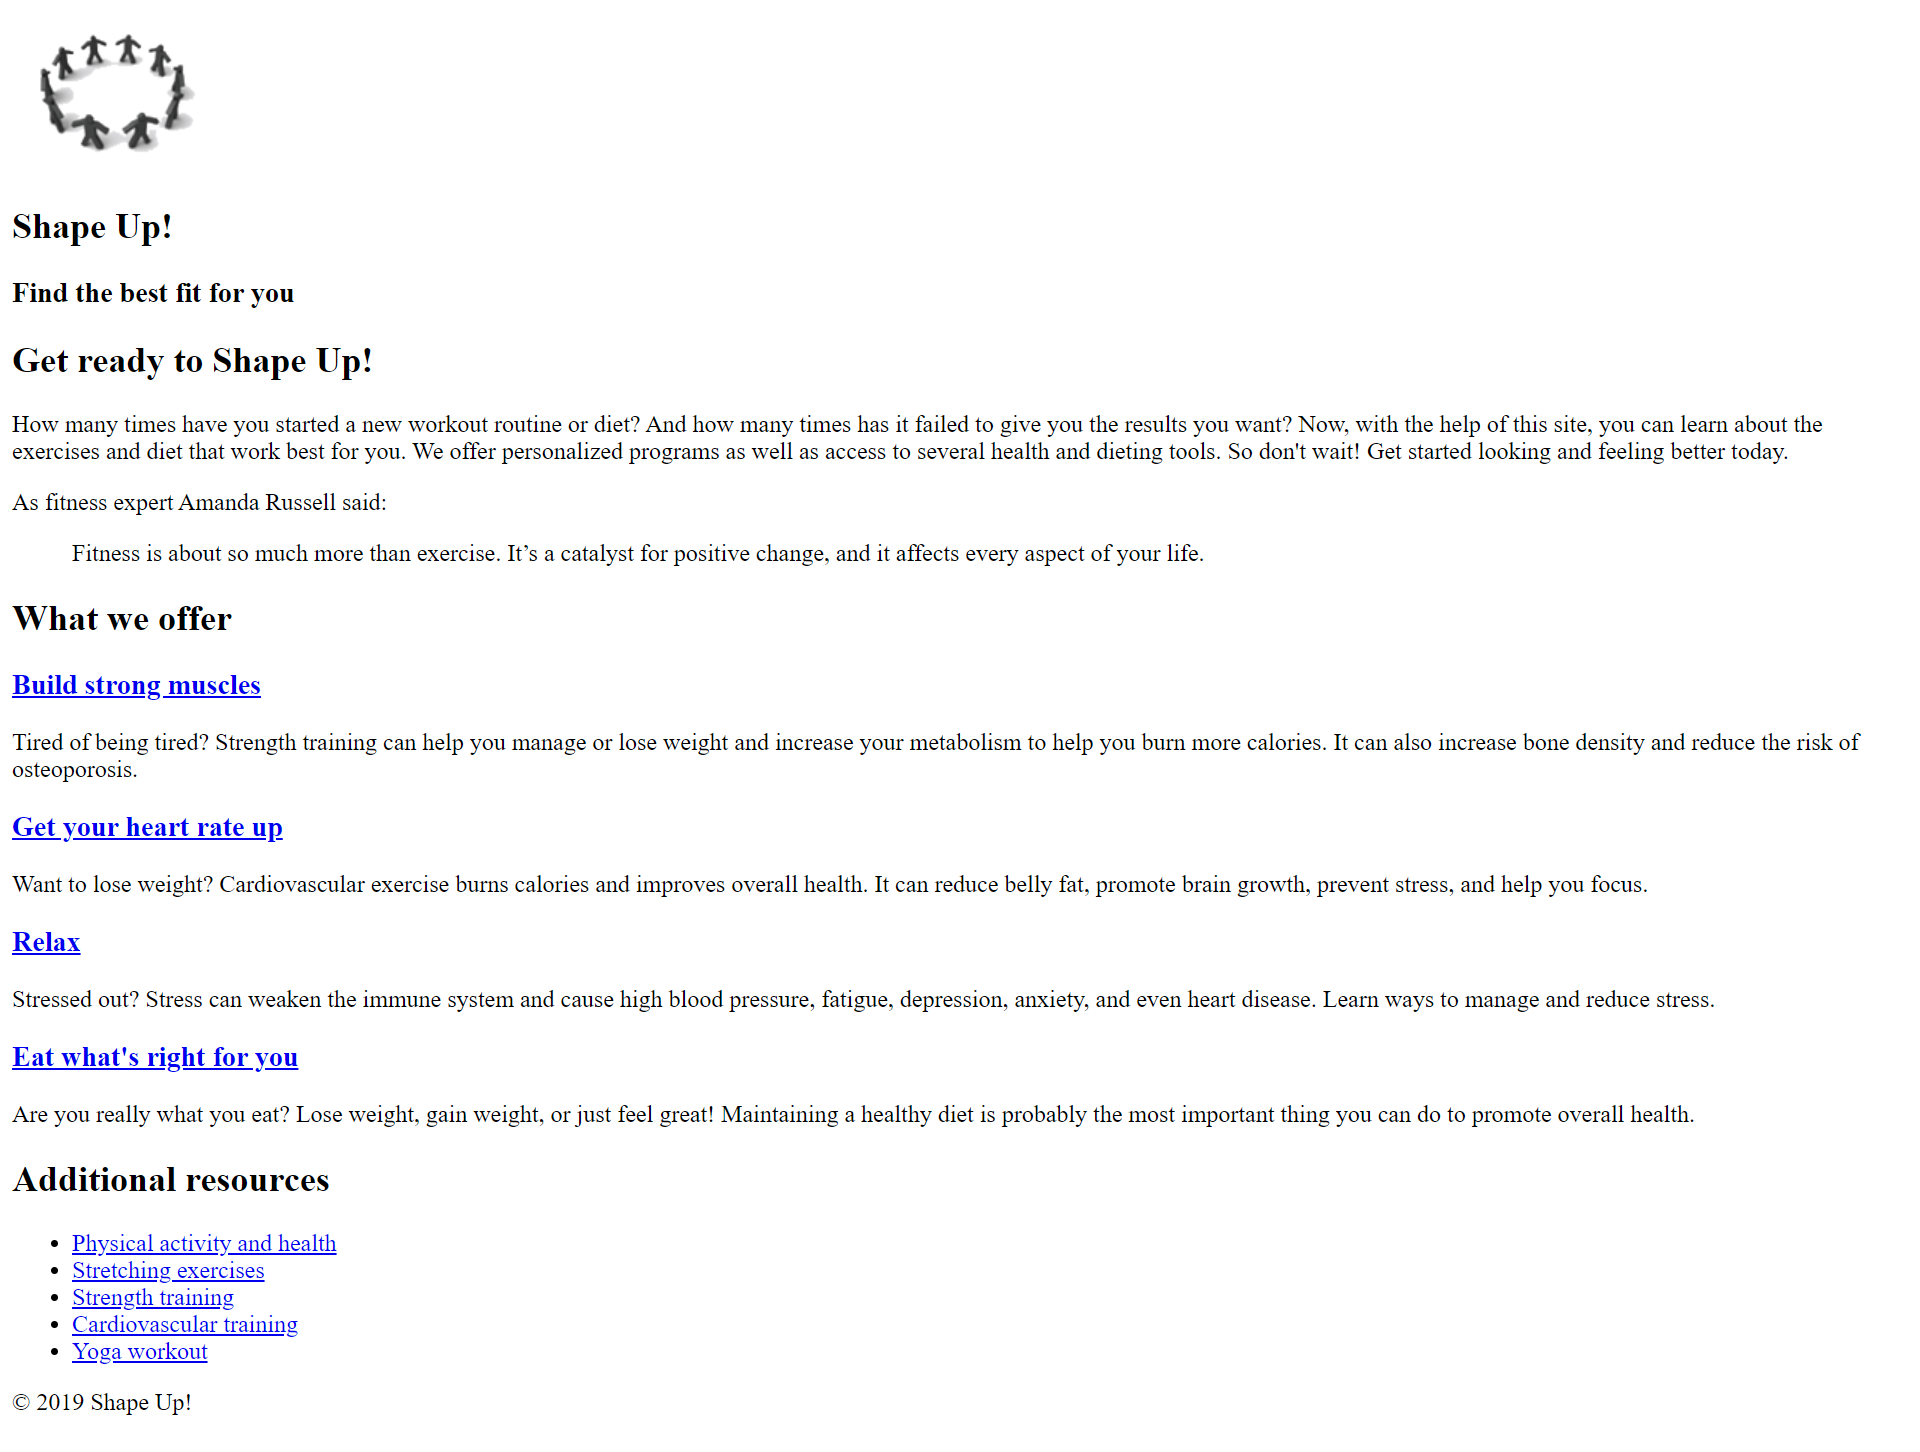 Shape Up!
Find the best fit for you
Get ready to Shape Up!
How many times have you started a new workout routine or diet? And how many times has it failed to give you the results you want? Now, with the help of this site, you can learn about the
exercises and diet that work best for you. We offer personalized programs as well as access to several health and dieting tools. So don't wait! Get started looking and feeling better today.
As fitness expert Amanda Russell said:
Fitness is about so much more than exercise. It’s a catalyst for positive change, and it affects every aspect of your life.
What we offer
Build strong muscles
Tired of being tired? Strength training can help you manage or lose weight and increase your metabolism to help you burn more calories. It can also increase bone density and reduce the risk of
osteoporosis.
Get your heart rate up
Want to lose weight? Cardiovascular exercise burns calories and improves overall health. It can reduce belly fat, promote brain growth, prevent stress, and help you focus.
Relax
Stressed out? Stress can weaken the immune system and cause high blood pressure, fatigue, depression, anxiety, and even heart disease. Learn ways to manage and reduce stress.
Eat what's right for you
Are you really what you eat? Lose weight, gain weight, or just feel great! Maintaining a healthy diet is probably the most important thing you can do to promote overall health.
Additional resources
• Physical activity and health
• Stretching exercises
• Strength training
• Cardiovascular training
• Yoga workout
© 2019 Shape Up!